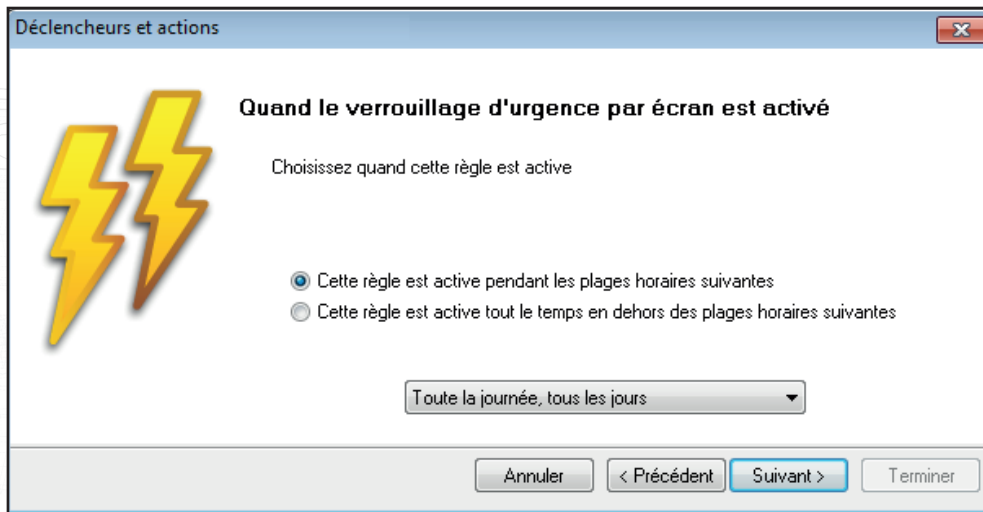 Déclencheurs et actions
Quand le verrouillage d'urgence par écran est activé
Choisissez quand cette règle est active
Cette règle est active pendant les plages horaires suivantes
Cette règle est active tout le temps en dehors des plages horaires suivantes
Toute la journée, tous les jours
Annuler
< Précédent
Suivant >
Terminer